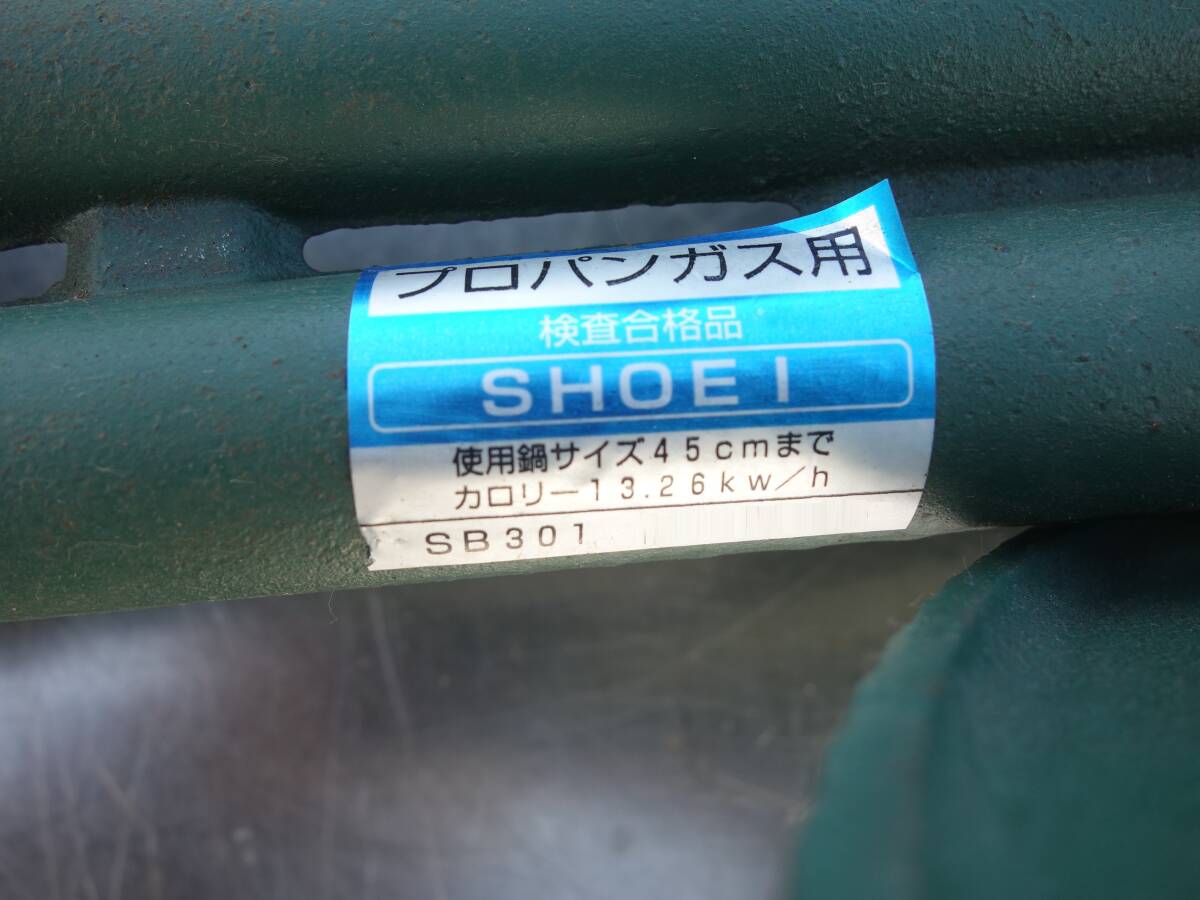 プロパンガス用
検査合格品
SHOEI
使用鍋サイズ45cmまで
カロリー13.26kw/h
SB301